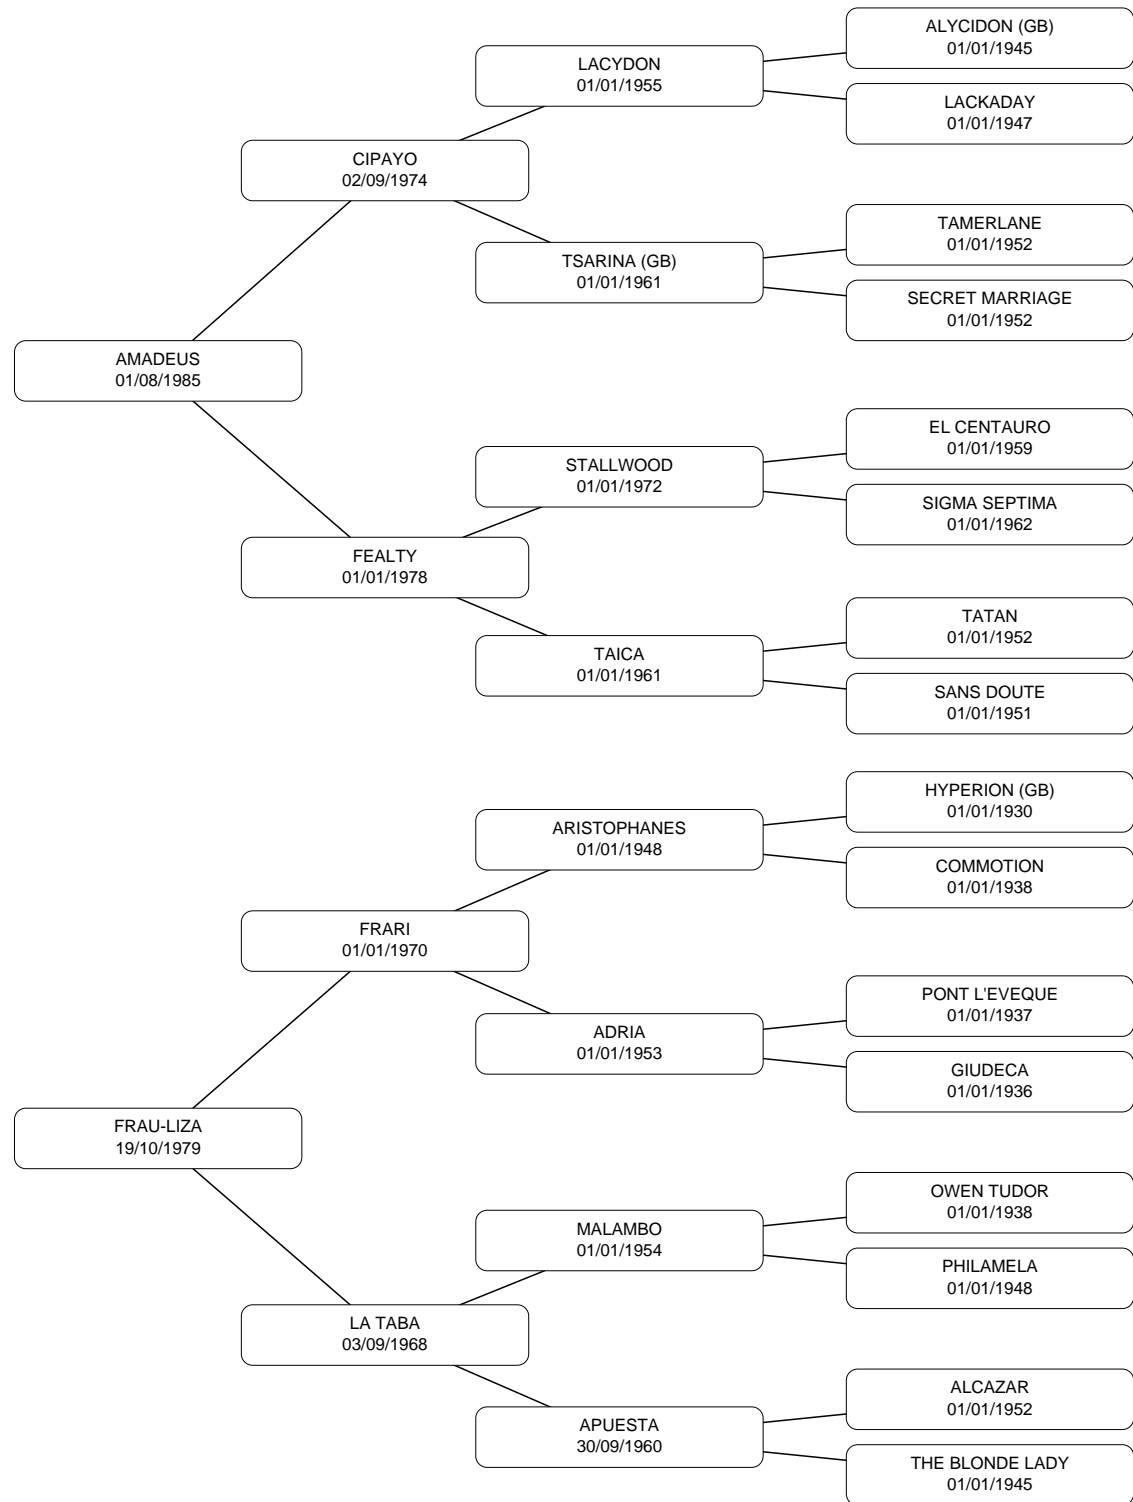 ALYCIDON (GB)
01/01/1945
LACYDON
01/01/1955
LACKADAY
01/01/1947
CIPAYO
02/09/1974
TAMERLANE
01/01/1952
TSARINA (GB)
01/01/1961
SECRET MARRIAGE
01/01/1952
AMADEUS
01/08/1985
EL CENTAURO
01/01/1959
STALLWOOD
01/01/1972
SIGMA SEPTIMA
01/01/1962
FEALTY
01/01/1978
TATAN
01/01/1952
TAICA
01/01/1961
SANS DOUTE
01/01/1951
HYPERION (GB)
01/01/1930
ARISTOPHANES
01/01/1948
COMMOTION
01/01/1938
FRARI
01/01/1970
PONT L'EVEQUE
01/01/1937
ADRIA
01/01/1953
GIUDECA
01/01/1936
FRAU-LIZA
19/10/1979
OWEN TUDOR
01/01/1938
MALAMBO
01/01/1954
PHILAMELA
01/01/1948
LA TABA
03/09/1968
ALCAZAR
01/01/1952
APUESTA
30/09/1960
THE BLONDE LADY
01/01/1945